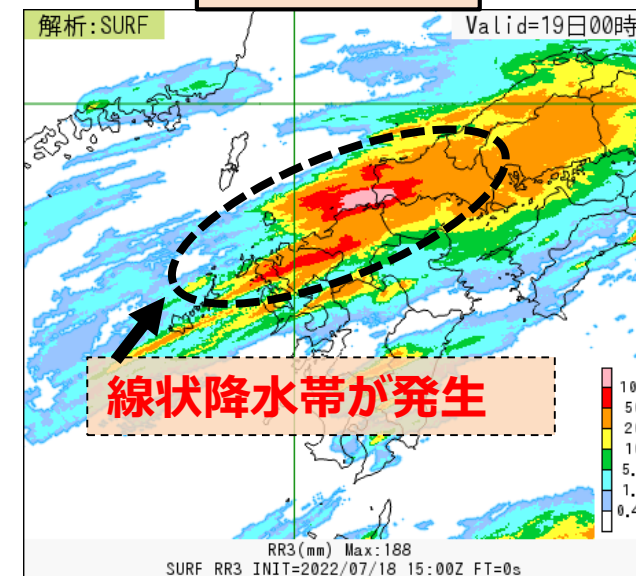 解析:SURF
Valid=19日00時
線状降水帯が発生
RR3(mm) Max:188
SURF RR3 INIT=2022/07/18 15:00Z FT=0s